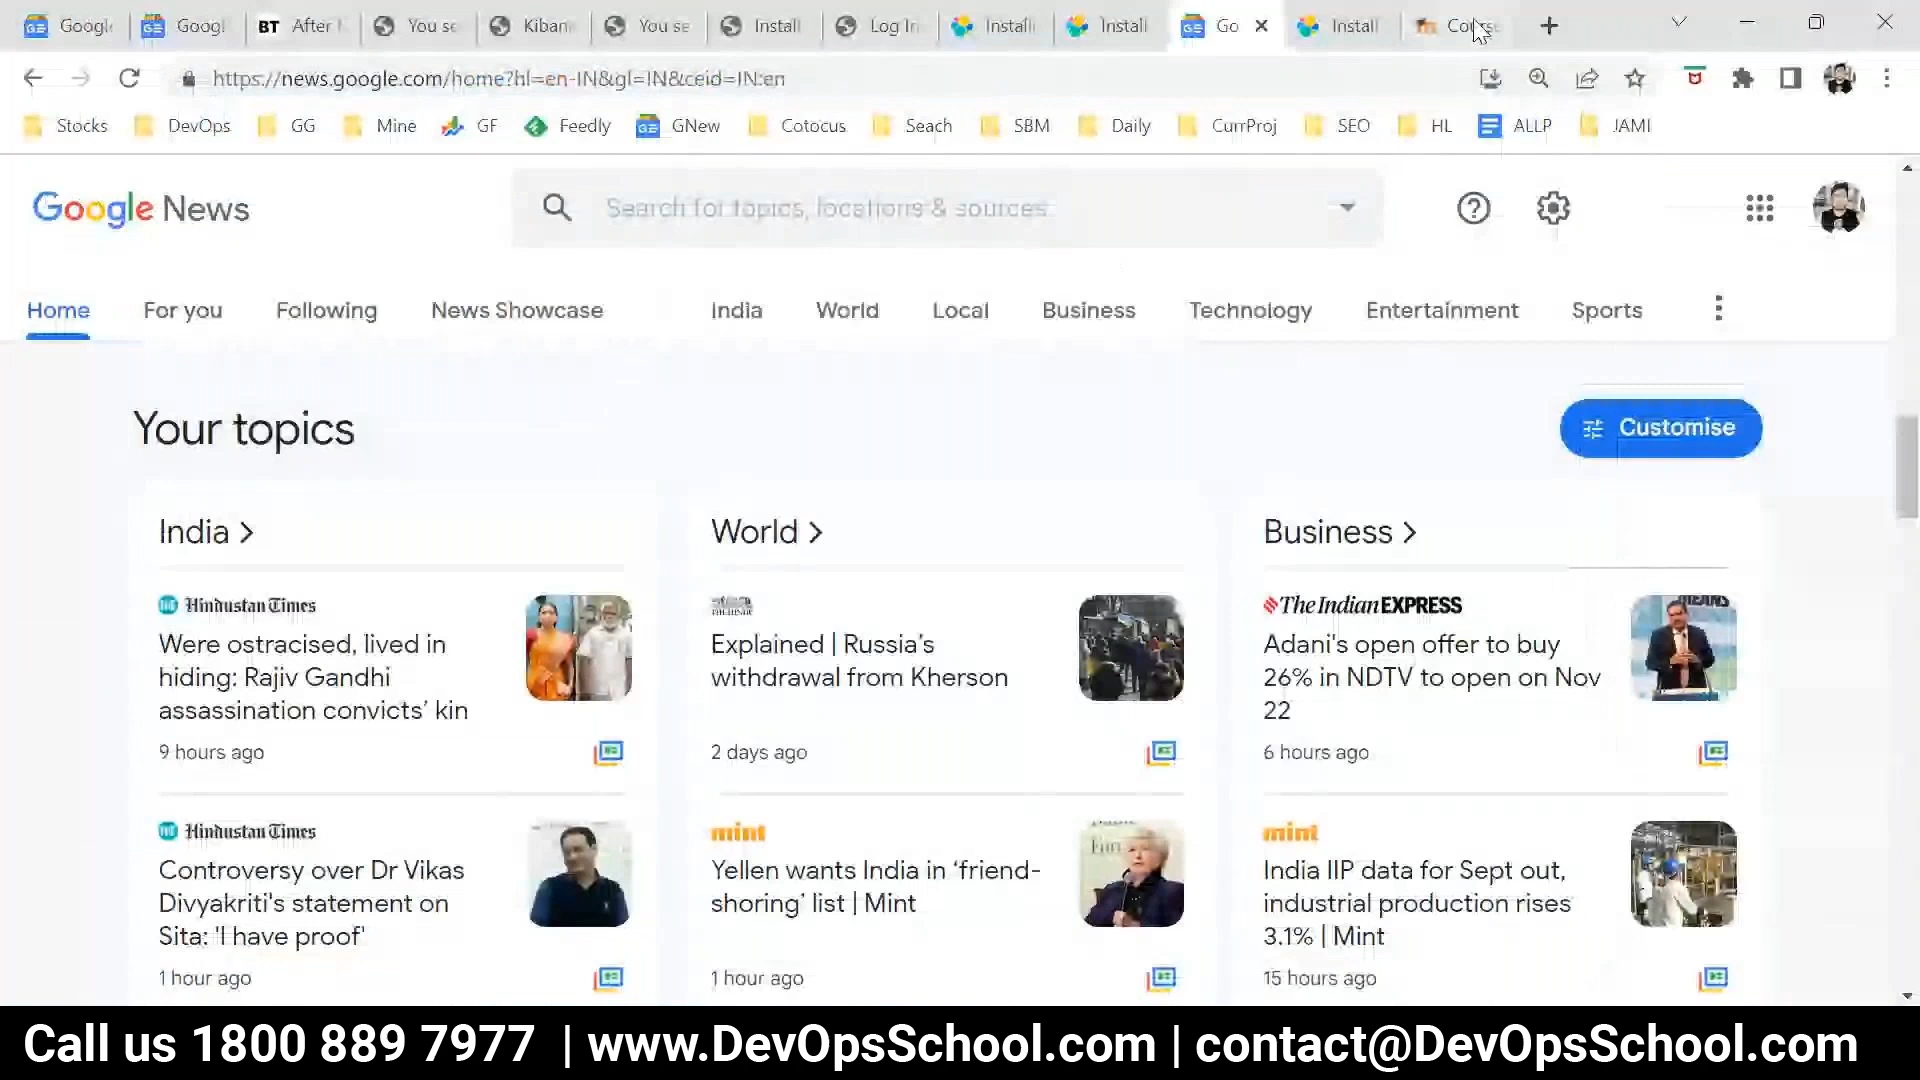 Google
Googl
BT After
You se
Kiban
You se
Install
Log In
Install
Install
Go
Install
Course
https://news.google.com/home?hl=en-IN&gl=IN&ceid=IN:en
Stocks DevOps GG Mine GF Feedly GNew Cotocus Seach SBM Daily CurrProj SEO HL ALLP JAMI
Google News
Search for topics, locations & sources
Home For you Following News Showcase India World Local Business Technology Entertainment Sports
Your topics
Customise
India >
Hindustan Times
Were ostracised, lived in
hiding: Rajiv Gandhi
assassination convicts’ kin
9 hours ago
Hindustan Times
Controversy over Dr Vikas
Divyakriti's statement on
Sita: 'I have proof'
1 hour ago
World >
Explained | Russia’s
withdrawal from Kherson
2 days ago
mint
Yellen wants India in ‘friend-
shoring’ list | Mint
1 hour ago
Business >
The Indian EXPRESS
Adani's open offer to buy
26% in NDTV to open on Nov
22
6 hours ago
mint
India IIP data for Sept out,
industrial production rises
3.1% | Mint
15 hours ago
Call us 1800 889 7977 | www.DevOpsSchool.com | contact@DevOpsSchool.com